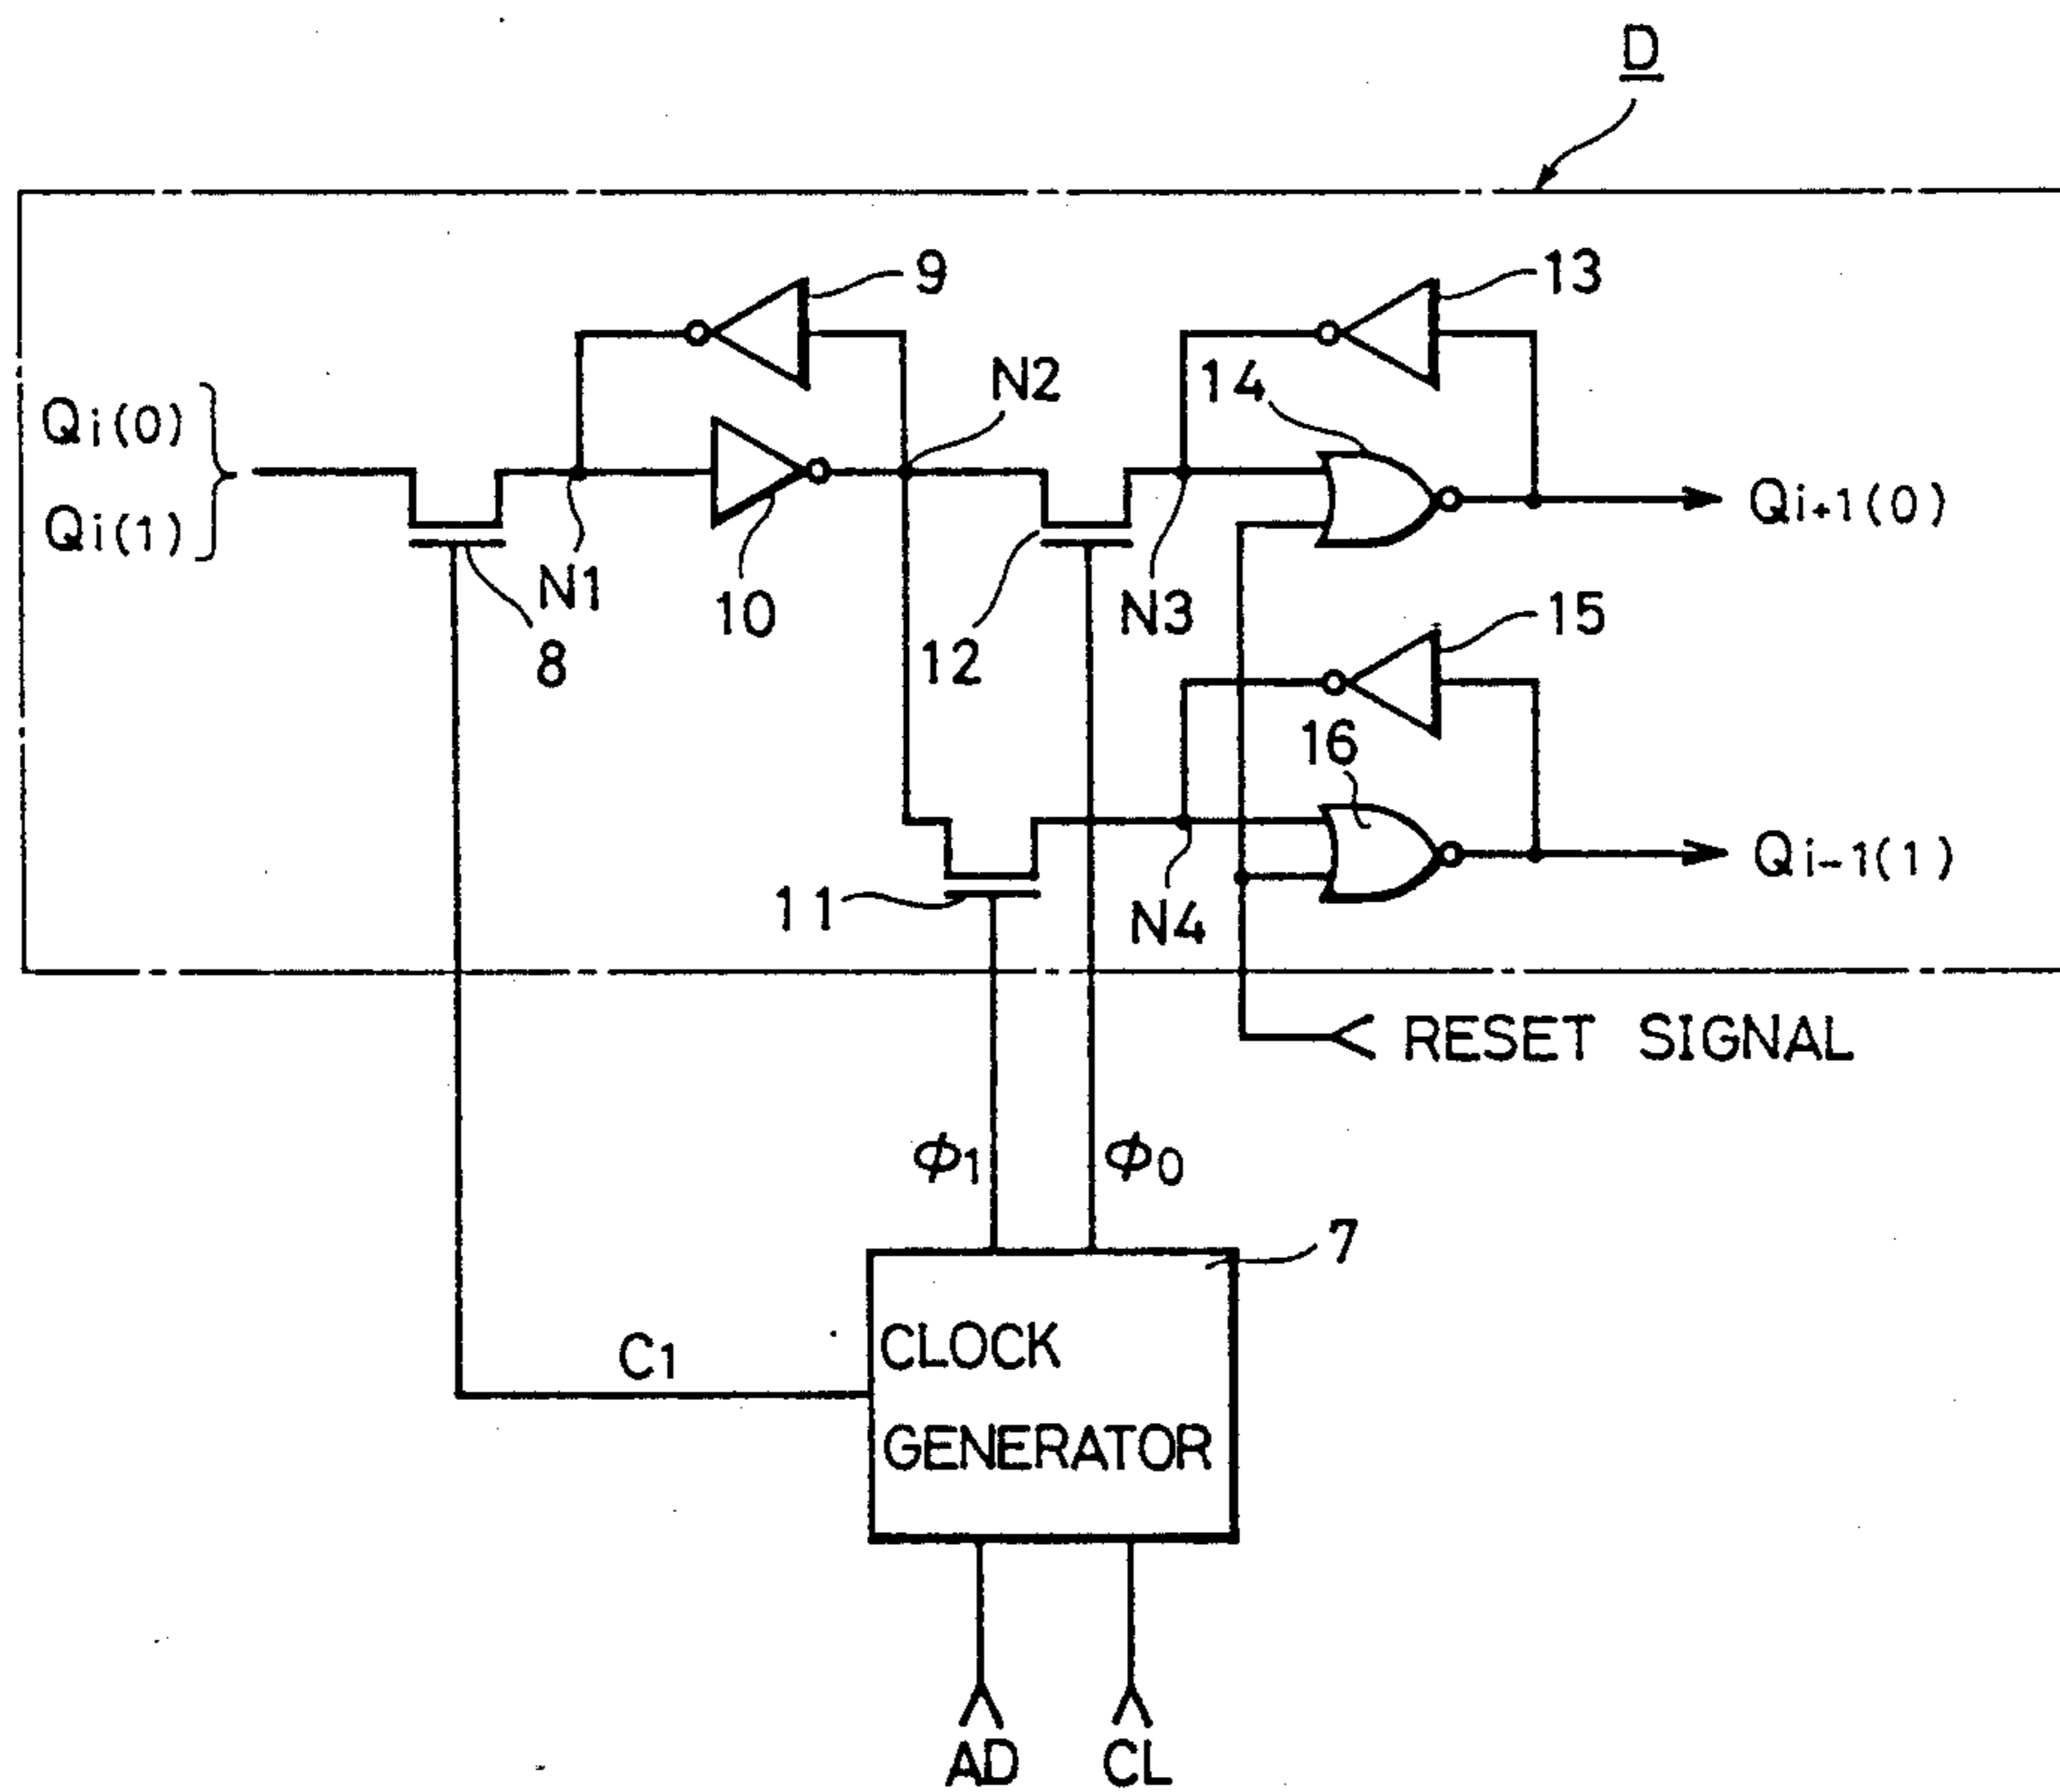 D
9
13
N2
14
Qi(0)
Qi(1)
Qi+1(0)
N1
10
8
12
N3
15
16
Qi-1(1)
11
N4
RESET SIGNAL
ϕ1
ϕ0
7
C1
CLOCK
GENERATOR
AD
CL